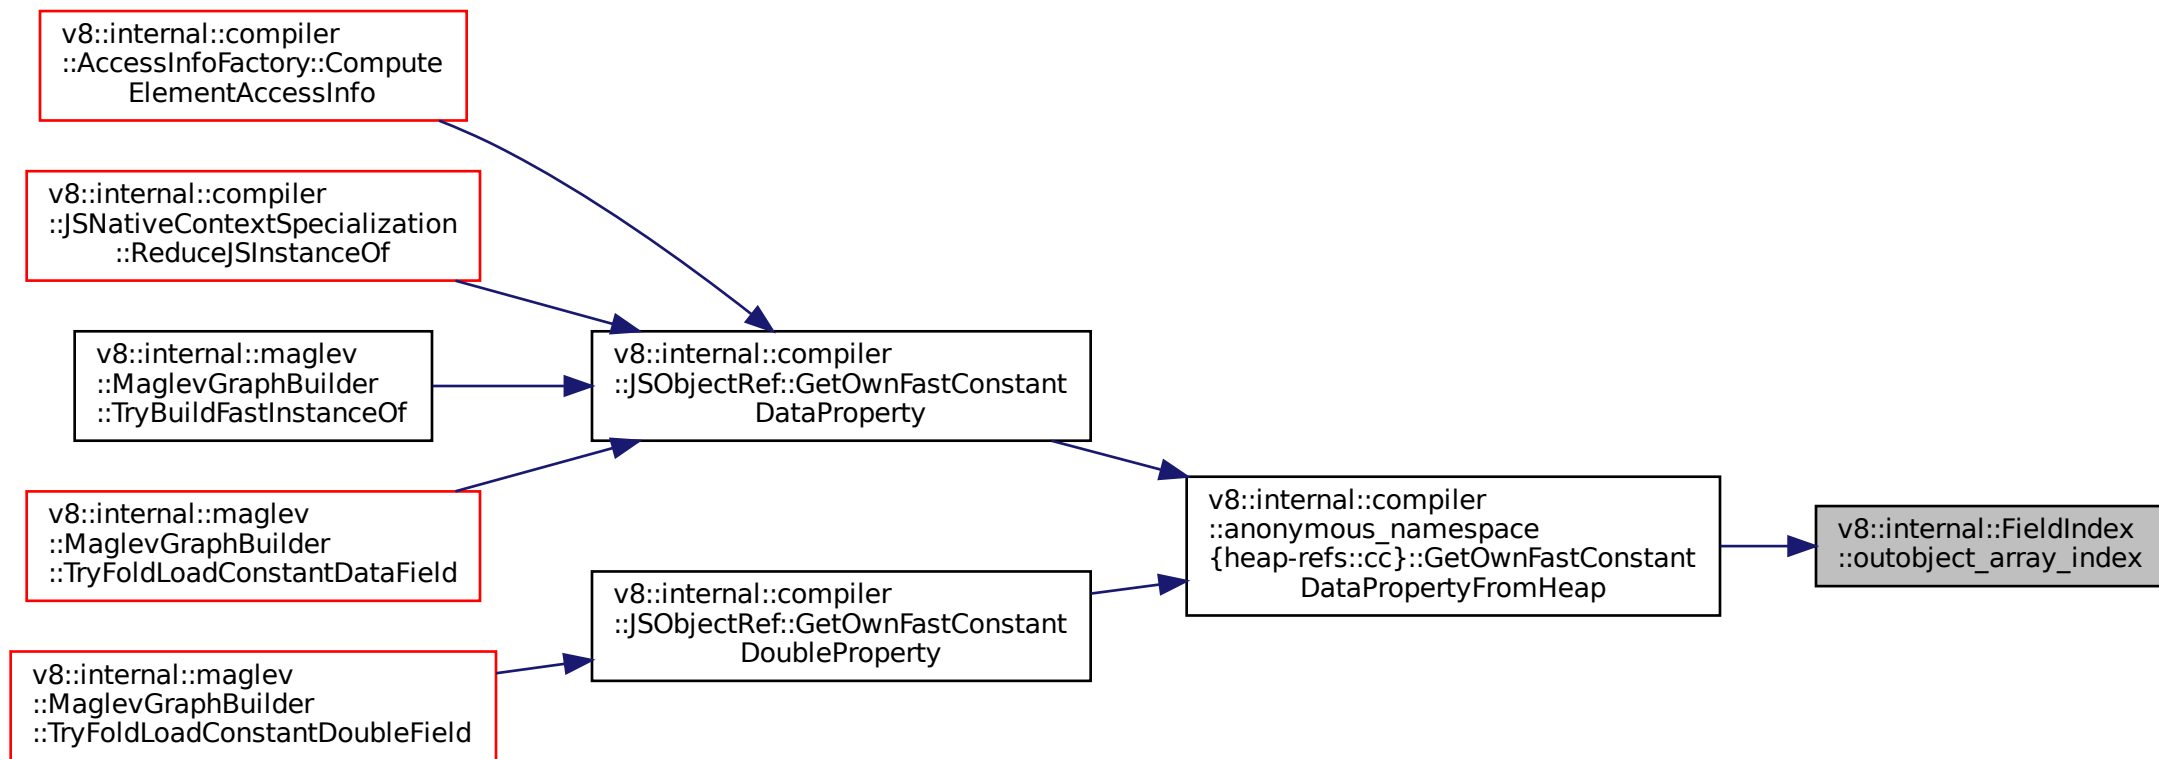 v8::internal::compiler
::AccessInfoFactory::Compute
ElementAccessInfo
v8::internal::compiler
::JSNativeContextSpecialization
::ReduceJSInstanceOf
v8::internal::maglev
::MaglevGraphBuilder
::TryBuildFastInstanceOf
v8::internal::maglev
::MaglevGraphBuilder
::TryFoldLoadConstantDataField
v8::internal::maglev
::MaglevGraphBuilder
::TryFoldLoadConstantDoubleField
v8::internal::compiler
::JSObjectRef::GetOwnFastConstant
DataProperty
v8::internal::compiler
::JSObjectRef::GetOwnFastConstant
DoubleProperty
v8::internal::compiler
::anonymous_namespace
{heap-refs::cc}::GetOwnFastConstant
DataPropertyFromHeap
v8::internal::FieldIndex
::outobject_array_index